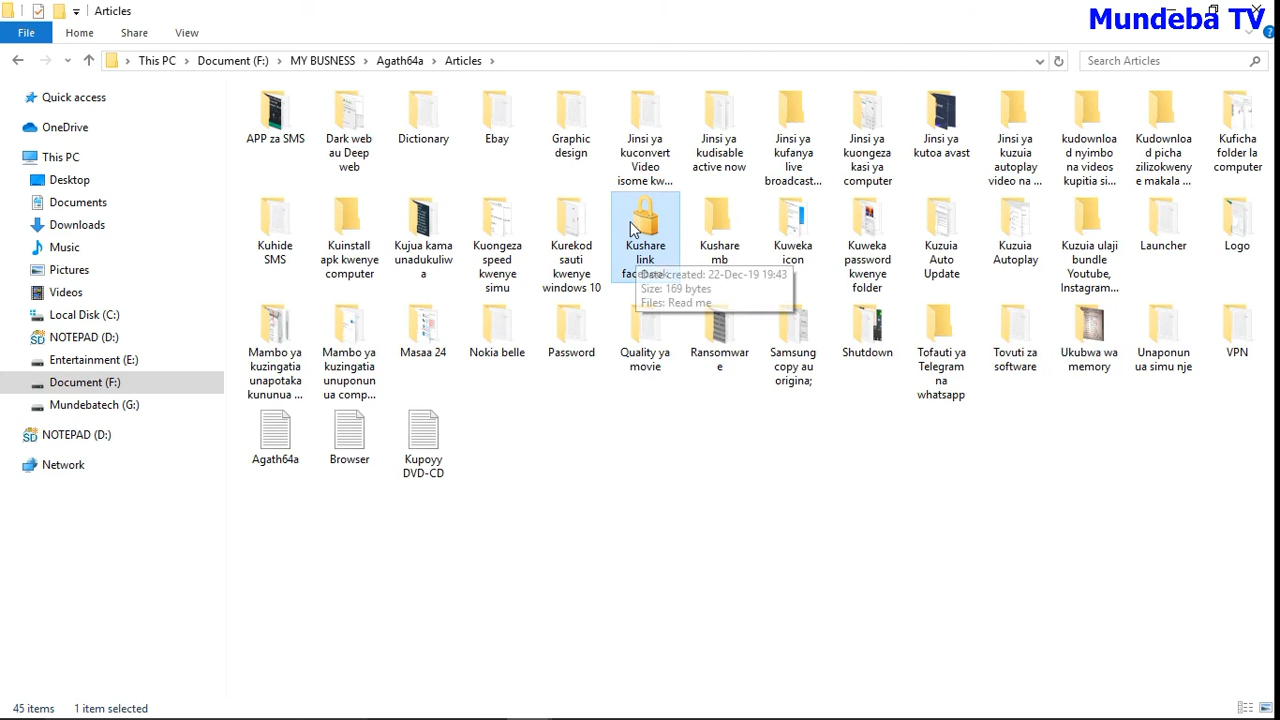 Articles
Mundeba TV
File
Home
Share
View
This PC
Document (F:)
MY BUSNESS
Agath64a
Articles
Search Articles
Quick access
OneDrive
This PC
Desktop
Documents
Downloads
Music
Pictures
Videos
Local Disk (C:)
NOTEPAD (D:)
Entertainment (E:)
Document (F:)
Mundebatech (G:)
NOTEPAD (D:)
Network
APP za SMS
Dark web
au Deep
web
Dictionary
Ebay
Graphic
design
Jinsi ya
kuconvert
Video
isome kw...
Jinsi ya
kudisable
active now
Jinsi ya
kufanya
live
broadcast...
Jinsi ya
kuongeza
kasi ya
computer
Jinsi ya
kutoa avast
Jinsi ya
kuzuia
autoplay
video na ...
kudownloa
d nyimbo
na videos
kupitia si...
Kudownloa
d picha
zilizokweny
e makala ...
Kuficha
folder la
computer
Kuhide
SMS
Kuinstall
apk kwenye
computer
Kujua kama
unadukuliw
a
Kuongeza
speed
kwenye
simu
Kurekod
sauti
kwenye
windows 10
Kushare
link
Kushare
mb
Kuweka
icon
Kuweka
password
kwenye
folder
Kuzuia
Auto
Update
Kuzuia
Autoplay
Kuzuia ulaji
bundle
Youtube,
Instagram...
Launcher
Logo
Date created: 22-Dec-19 19:43
Size: 169 bytes
Files: Read me
Mambo ya
kuzingatia
unapotaka
kununua ...
Mambo ya
kuzingatia
unuponun
ua comp...
Masaa 24
Nokia belle
Password
Quality ya
movie
Ransomwar
e
Samsung
copy au
origina;
Shutdown
Tofauti ya
Telegram
na
whatsapp
Tovuti za
software
Ukubwa wa
memory
Unaponun
ua simu nje
VPN
Agath64a
Browser
Kupoyy
DVD-CD
45 items
1 item selected